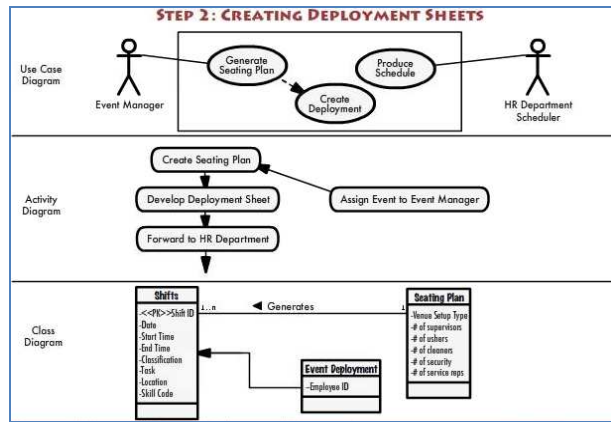 STEP 2: CREATING DEPLOYMENT SHEETS
Use Case
Diagram
Event Manager
Generate
Seating Plan
Create
Deployment
Produce
Schedule
HR Department
Scheduler
Activity
Diagram
Create Seating Plan
Develop Deployment Sheet
Assign Event to Event Manager
Forward to HR Department
Class
Diagram
Shifts
-<<PK>>Shift ID
-Date
-Start Time
-End Time
-Classification
-Task
-Location
-Skill Code
1..n
◄ Generates
1
Seating Plan
-Venue Setup Type
-# of supervisors
-# of ushers
-# of cleaners
-# of security
-# of service reps
Event Deployment
-Employee ID